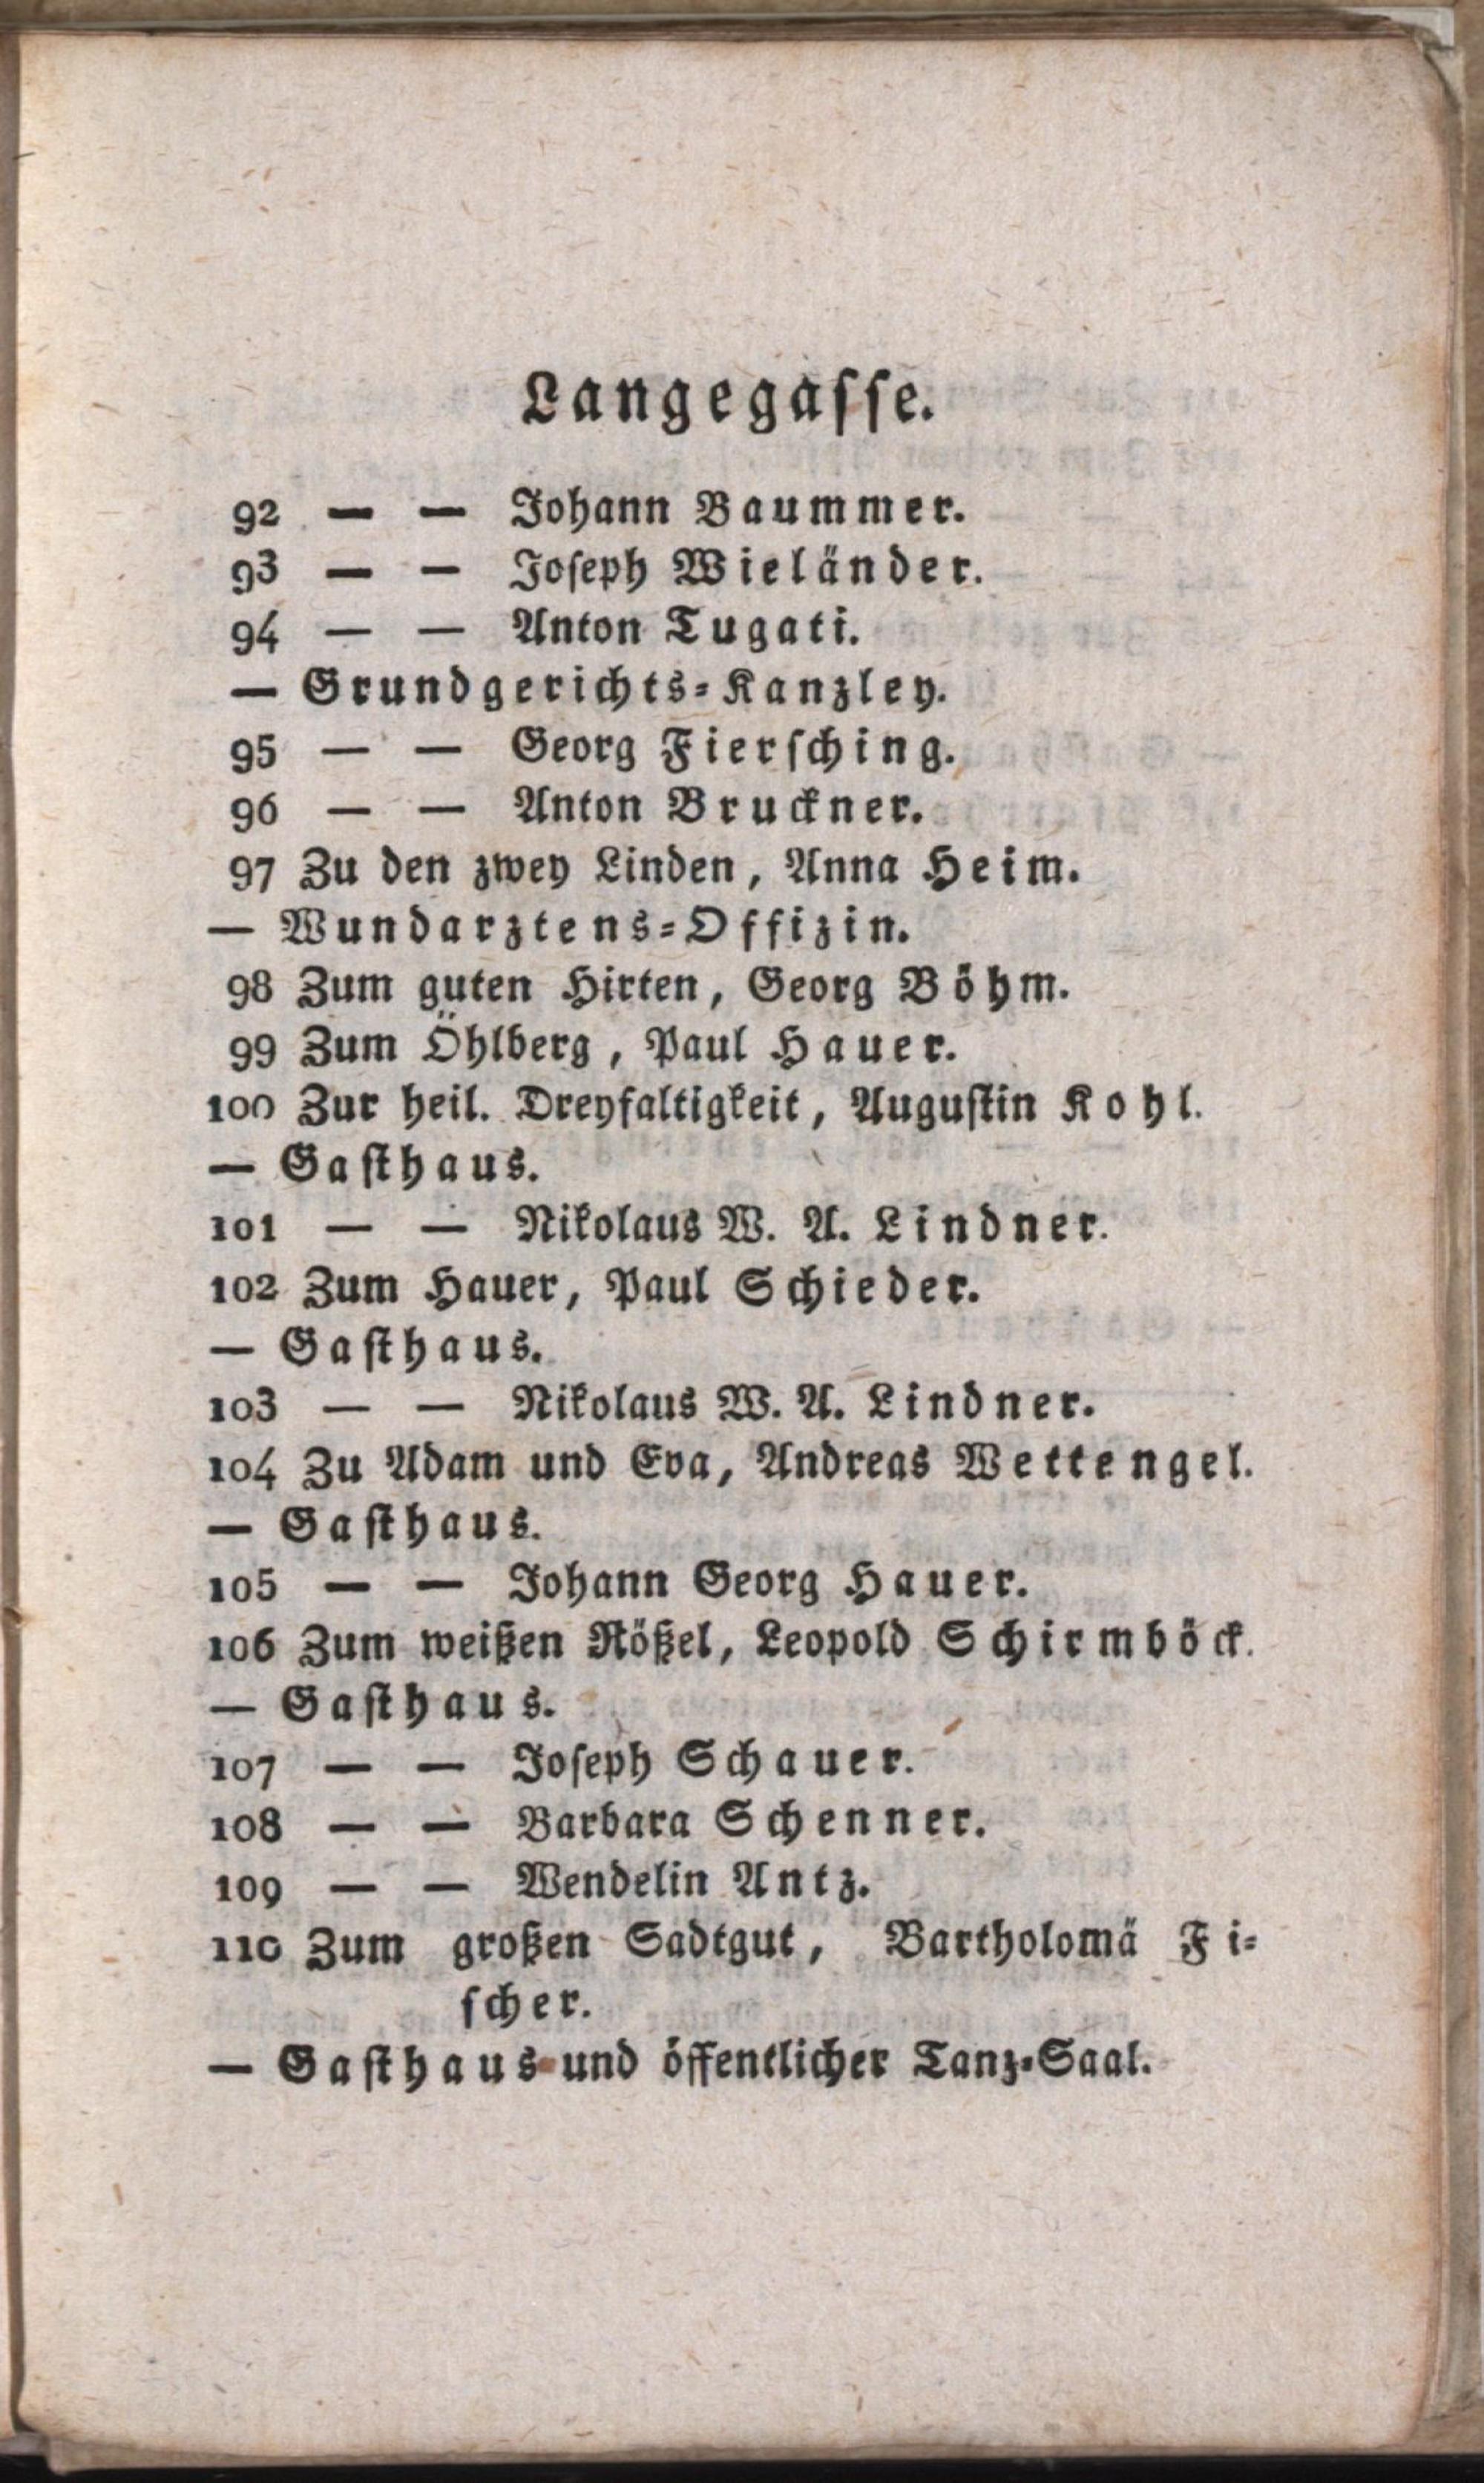 Langegasse.
92 — — Johann Baummer.
93 — — Joseph Wieländer.
94 — — Anton Tugati.
— Grundgerichts-Kanzley.
95 — — Georg Fiersching.
96 — — Anton Bruckner.
97 Zu den zwey Linden, Anna Heim.
— Wundarztens-Offizin.
98 Zum guten Hirten, Georg Böhm.
99 Zum Öhlberg, Paul Hauer.
100 Zur heil. Dreyfaltigkeit, Augustin Kohl.
— Gasthaus.
101 — — Nikolaus W. A. Lindner.
102 Zum Hauer, Paul Schieder.
— Gasthaus.
103 — — Nikolaus W. A. Lindner.
104 Zu Adam und Eva, Andreas Wettengel.
— Gasthaus.
105 — — Johann Georg Hauer.
106 Zum weißen Rößel, Leopold Schirmböck.
— Gasthaus.
107 — — Joseph Schauer.
108 — — Barbara Schenner.
109 — — Wendelin Antz.
110 Zum großen Sadtgut, Bartholomä Fi-
scher.
— Gasthaus und öffentlicher Tanz-Saal.